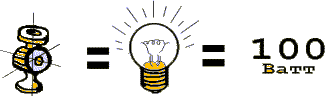 = = 100
Ватт